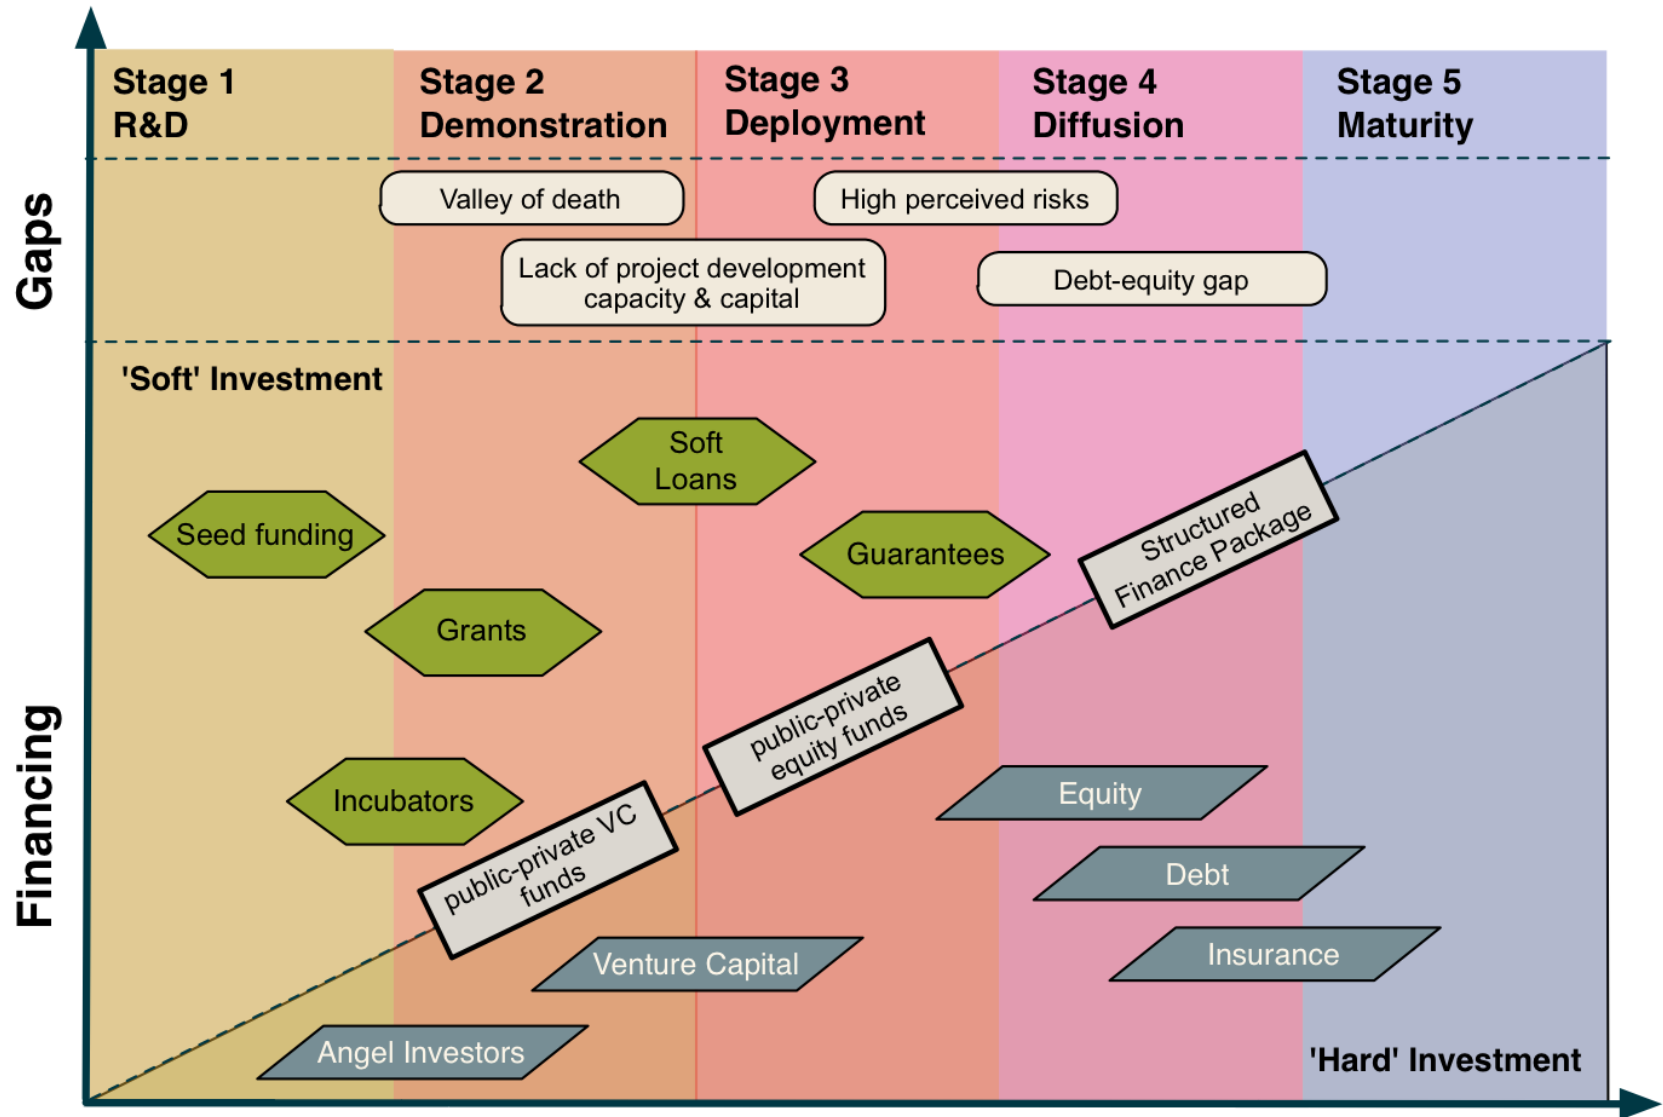 Stage 1
R&D
Stage 2
Demonstration
Stage 3
Deployment
Stage 4
Diffusion
Stage 5
Maturity
Gaps
Valley of death
High perceived risks
Lack of project development
capacity & capital
Debt-equity gap
Financing
'Soft' Investment
Soft
Loans
Seed funding
Guarantees
Structured
Finance Package
Grants
public-private
equity funds
Incubators
public-private VC
funds
Equity
Debt
Venture Capital
Insurance
Angel Investors
'Hard' Investment